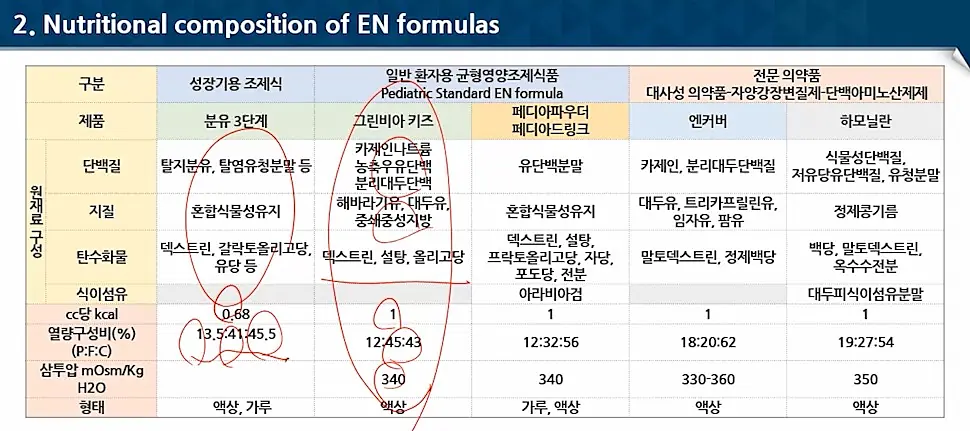 2. Nutritional composition of EN formulas
구분
성장기용 조제식
일반 환자용 균형영양조제식품
Pediatric Standard EN formula
전문 의약품
대사성 의약품-자양강장변질제-단백아미노산제제
제품
분유 3단계
그린비아 키즈
페디아파우더
페디아드링크
엔커버
하모닐란
원재료 구성
단백질
탈지분유, 탈염유청분말 등
카제인나트륨
농축우유단백
분리대두단백
유단백분말
카제인, 분리대두단백질
식물성단백질,
저유당유단백질, 유청분말
지질
혼합식물성유지
해바라기유, 대두유,
중쇄중성지방
혼합식물성유지
대두유, 트리카프릴린유,
임자유, 팜유
정제콩기름
탄수화물
덱스트린, 갈락토올리고당,
유당 등
덱스트린, 설탕, 올리고당
덱스트린, 설탕,
프락토올리고당, 자당,
포도당, 전분
말토덱스트린, 정제백당
백당, 말토덱스트린,
옥수수전분
식이섬유
아라비아검
대두피식이섬유분말
cc당 kcal
0.68
1
1
1
1
열량구성비(%)
(P:F:C)
13.5:41:45.5
12:45:43
12:32:56
18:20:62
19:27:54
삼투압 mOsm/Kg
H2O
340
340
330-360
350
형태
액상, 가루
액상
가루, 액상
액상
액상